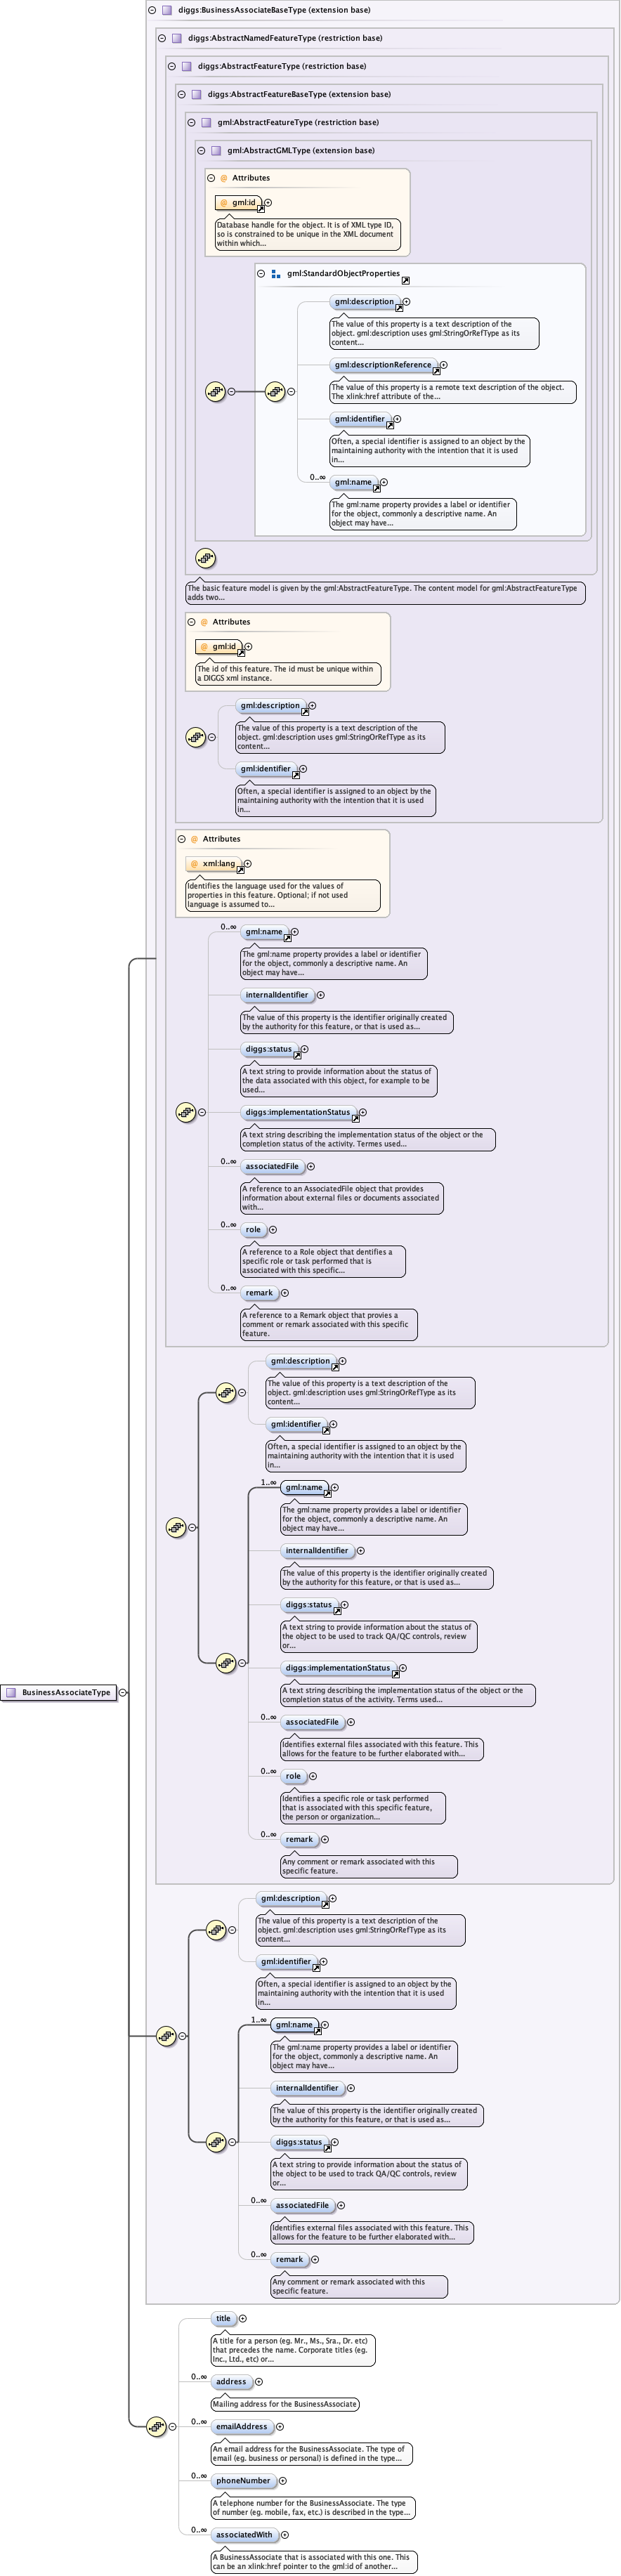 diggs:BusinessAssociateBaseType (extension base)
diggs:AbstractNamedFeatureType (restriction base)
diggs:AbstractFeatureType (restriction base)
diggs:AbstractFeatureBaseType (extension base)
gml:AbstractFeatureType (restriction base)
gml:AbstractGMLType (extension base)
@ Attributes
@ gml:id
Database handle for the object. It is of XML type ID,
so is constrained to be unique in the XML document
within which...
gml:StandardObjectProperties
gml:description
The value of this property is a text description of the
object. gml:description uses gml:StringOrRefType as its
content...
gml:descriptionReference
The value of this property is a remote text description of the object.
The xlink:href attribute of the...
gml:identifier
Often, a special identifier is assigned to an object by the
maintaining authority with the intention that it is used
in...
0..∞
gml:name
The gml:name property provides a label or identifier
for the object, commonly a descriptive name. An
object may have...
The basic feature model is given by the gml:AbstractFeatureType. The content model for gml:AbstractFeatureType
adds two...
@ Attributes
@ gml:id
The id of this feature. The id must be unique within
a DIGGS xml instance.
gml:description
The value of this property is a text description of the
object. gml:description uses gml:StringOrRefType as its
content...
gml:identifier
Often, a special identifier is assigned to an object by the
maintaining authority with the intention that it is used
in...
@ Attributes
@ xml:lang
Identifies the language used for the values of
properties in this feature. Optional; if not used
language is assumed to...
0..∞
gml:name
The gml:name property provides a label or identifier
for the object, commonly a descriptive name. An
object may have...
internalIdentifier
The value of this property is the identifier originally created
by the authority for this feature, or that is used as...
diggs:status
A text string to provide information about the status of
the data associated with this object, for example to be
used...
diggs:implementationStatus
A text string describing the implementation status of the object or the
completion status of the activity. Termes used...
0..∞
associatedFile
A reference to an AssociatedFile object that provides
information about external files or documents associated
with...
0..∞
role
A reference to a Role object that dentifies a
specific role or task performed that is
associated with this specific...
0..∞
remark
A reference to a Remark object that provies a
comment or remark associated with this specific
feature.
gml:description
The value of this property is a text description of the
object. gml:description uses gml:StringOrRefType as its
content...
gml:identifier
Often, a special identifier is assigned to an object by the
maintaining authority with the intention that it is used
in...
1..∞
gml:name
The gml:name property provides a label or identifier
for the object, commonly a descriptive name. An
object may have...
internalIdentifier
The value of this property is the identifier originally created
by the authority for this feature, or that is used as...
diggs:status
A text string to provide information about the status of
the object to be used to track QA/QC controls, review
or...
diggs:implementationStatus
A text string describing the implementation status of the object or the
completion status of the activity. Terms used...
0..∞
associatedFile
Identifies external files associated with this feature. This
allows for the feature to be further elaborated with...
0..∞
role
Identifies a specific role or task performed
that is associated with this specific feature,
the person or organization...
0..∞
remark
Any comment or remark associated with this
specific feature.
BusinessAssociateType
gml:description
The value of this property is a text description of the
object. gml:description uses gml:StringOrRefType as its
content...
gml:identifier
Often, a special identifier is assigned to an object by the
maintaining authority with the intention that it is used
in...
1..∞
gml:name
The gml:name property provides a label or identifier
for the object, commonly a descriptive name. An
object may have...
internalIdentifier
The value of this property is the identifier originally created
by the authority for this feature, or that is used as...
diggs:status
A text string to provide information about the status of
the object to be used to track QA/QC controls, review
or...
0..∞
associatedFile
Identifies external files associated with this feature. This
allows for the feature to be further elaborated with...
0..∞
remark
Any comment or remark associated with this
specific feature.
title
A title for a person (eg. Mr., Ms., Sra., Dr. etc)
that precedes the name. Corporate titles (eg.
Inc., Ltd., etc) or...
0..∞
address
Mailing address for the BusinessAssociate
0..∞
emailAddress
An email address for the BusinessAssociate. The type of
email (eg. business or personal) is defined in the type...
0..∞
phoneNumber
A telephone number for the BusinessAssociate. The type
of number (eg. mobile, fax, etc.) is described in the type...
0..∞
associatedWith
A BusinessAssociate that is associated with this one. This
can be an xlink:href pointer to the gml:id of another...